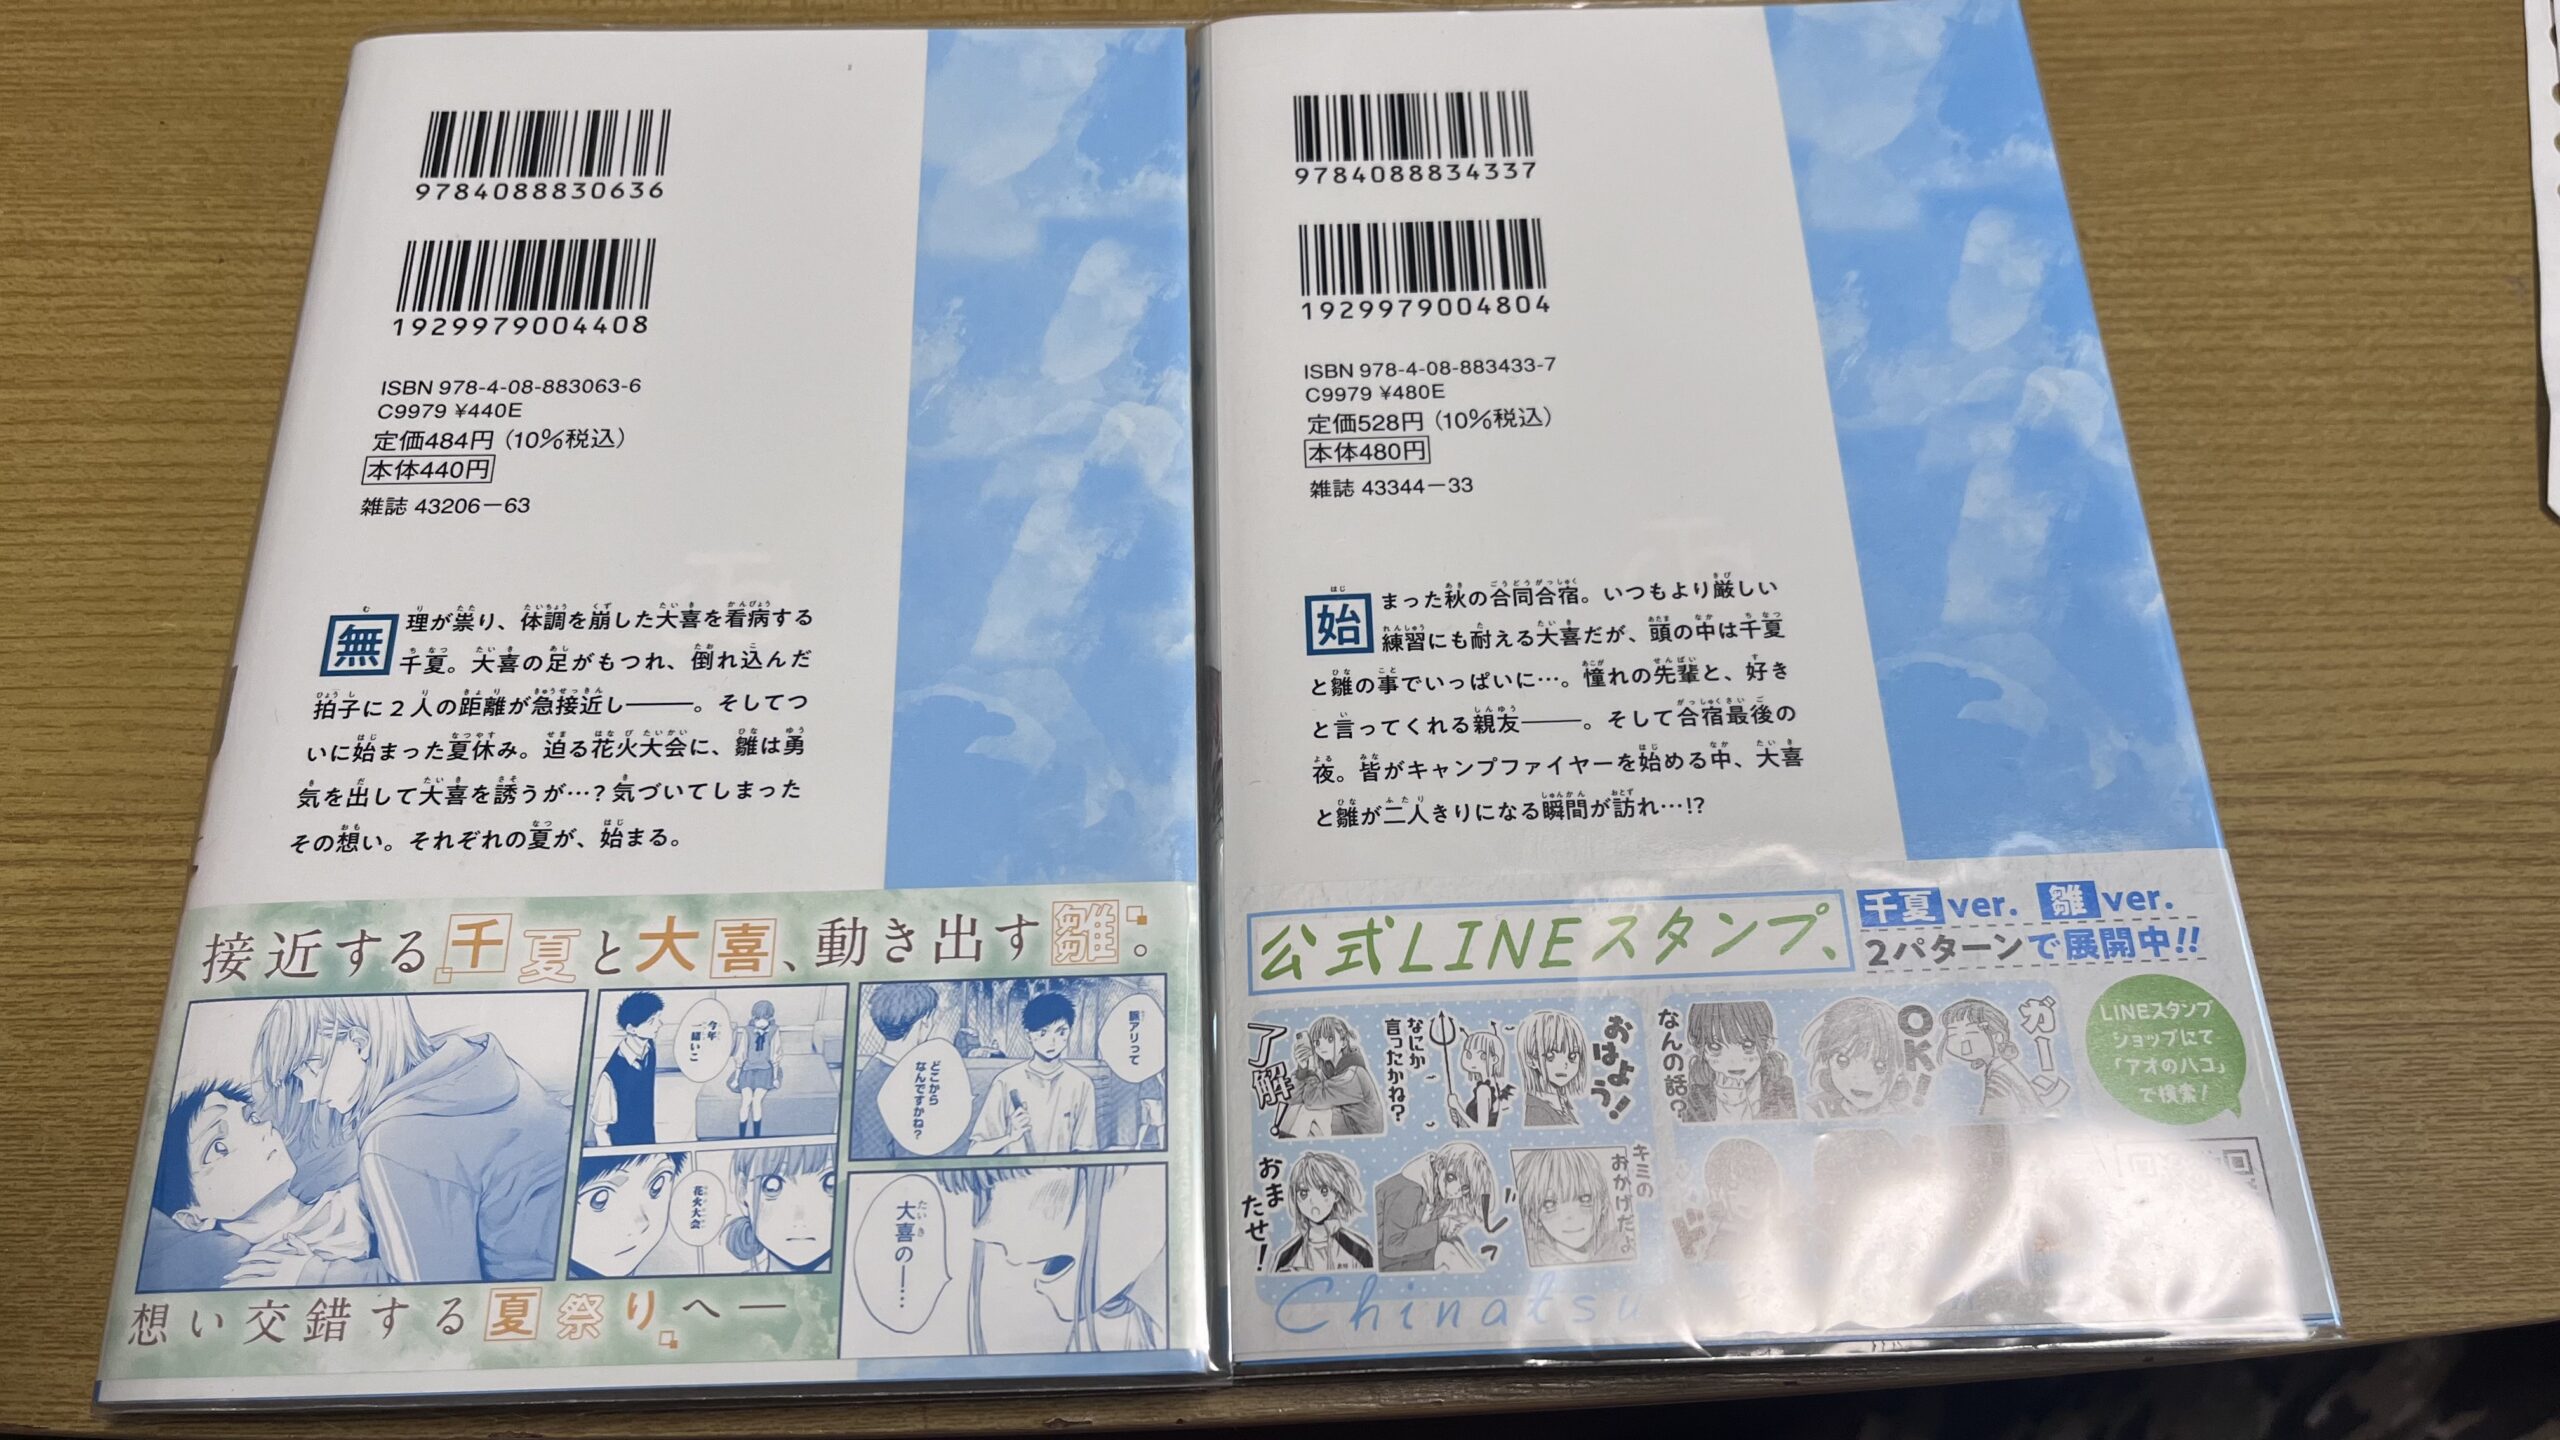 9784088830636
1929979004408
ISBN 978-4-08-883063-6
C9979 ¥440E
定価484円（10%税込）
本体440円
雑誌 43206-63
無理が祟り、体調を崩した大喜を看病する
千夏。大喜の足がもつれ、倒れ込んだ
拍子に2人の距離が急接近し───。そしてつ
いに始まった夏休み。迫る花火大会に、雛は勇
気を出して大喜を誘うが…？気づいてしまった
その想い。それぞれの夏が、始まる。
接近する千夏と大喜、動き出す雛。
今年
一緒いこ
花火大会
脈アリって
どこから
なんですかね？
大喜の─…
想い交錯する夏祭りへ─
9784088834337
1929979004804
ISBN 978-4-08-883433-7
C9979 ¥480E
定価528円（10%税込）
本体480円
雑誌 43344-33
始まった秋の合同合宿。いつもより厳しい
練習にも耐える大喜だが、頭の中は千夏
と雛の事でいっぱいに…。憧れの先輩と、好き
と言ってくれる親友───。そして合宿最後の
夜。皆がキャンプファイヤーを始める中、大喜
と雛が二人きりになる瞬間が訪れ…!?
公式LINEスタンプ、
千夏ver. 雛ver.
2パターンで展開中!!
LINEスタンプ
ショップにて
「アオのハコ」
で検索！
了解！
なにか
言ったかね？
おはよう！
なんの話？
OK！
ガーン
おまたせ！
キミの
おかげだよ
Chinatsu